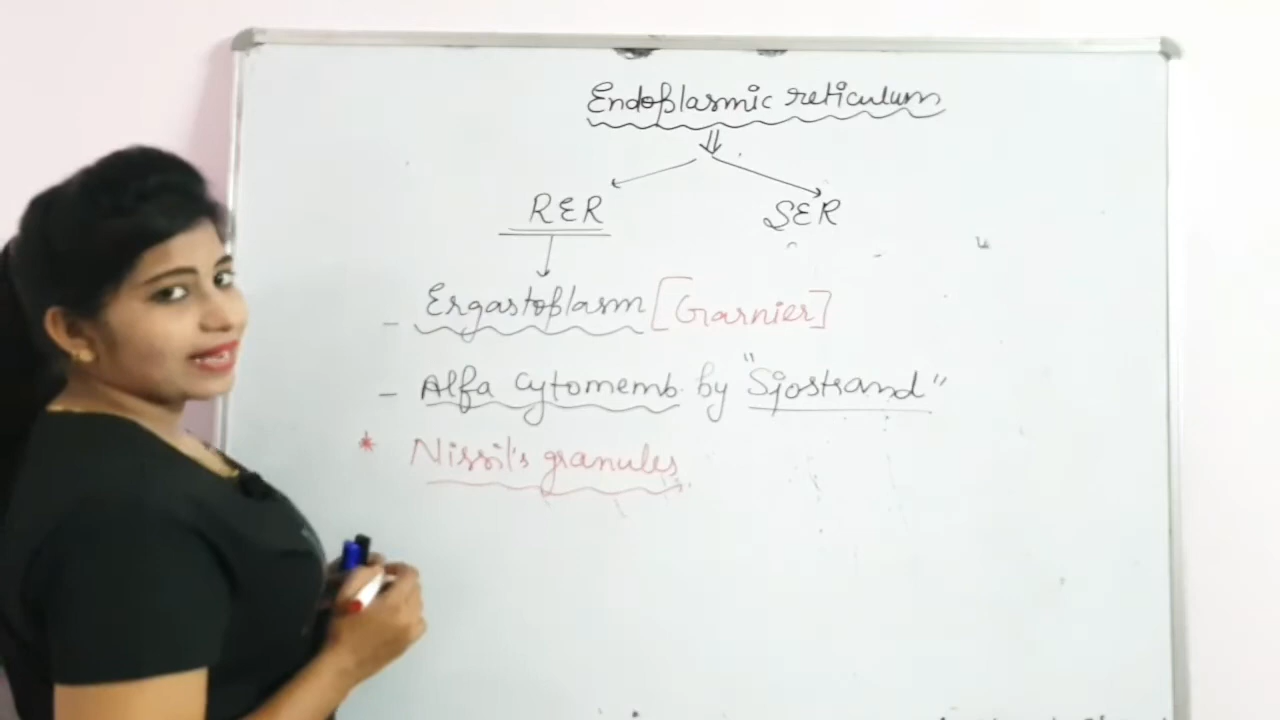 Endoplasmic reticulum
RER SER
- Ergastoplasm [Garnier]
- Alfa Cytomemb. by "Sjostrand"
* Nissil's granules